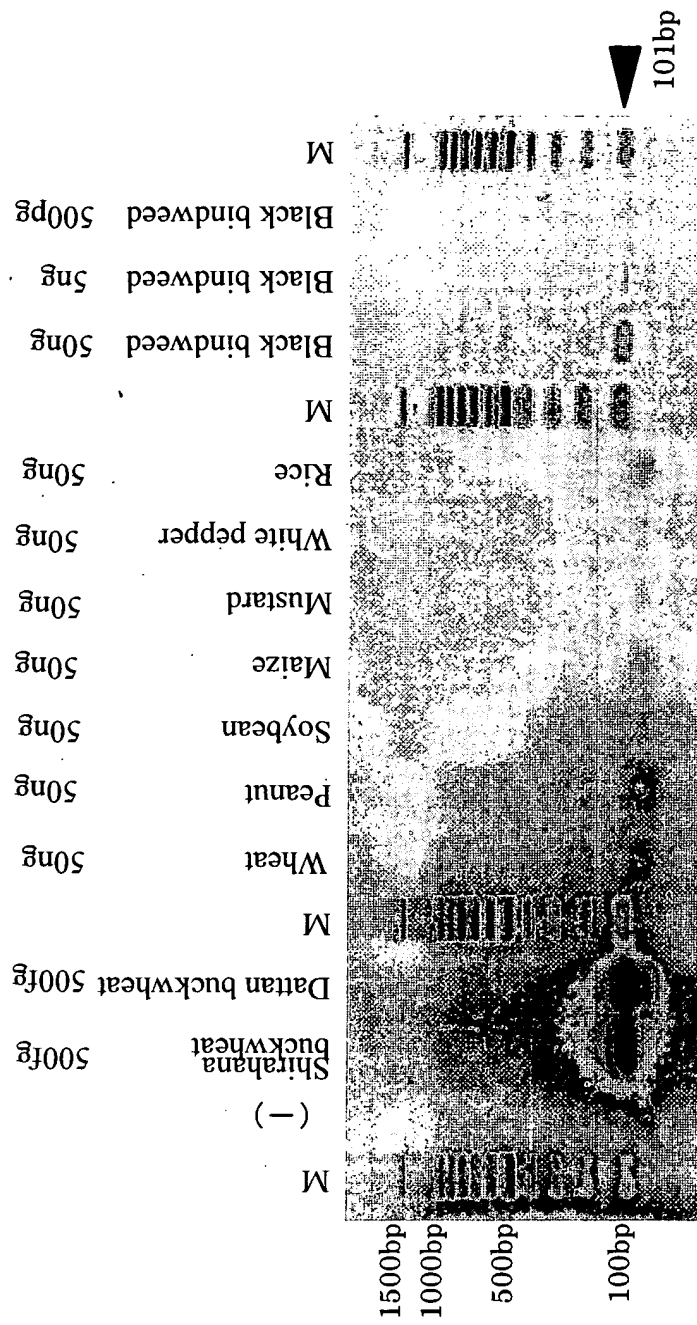 M
(—)
Shirahana buckwheat 500fg
Dattan buckwheat 500fg
M
Wheat 50ng
Peanut 50ng
Soybean 50ng
Maize 50ng
Mustard 50ng
White pepper 50ng
Rice 50ng
M
Black bindweed 50ng
Black bindweed 5ng
Black bindweed 500pg
M
1500bp
1000bp
500bp
100bp
101bp